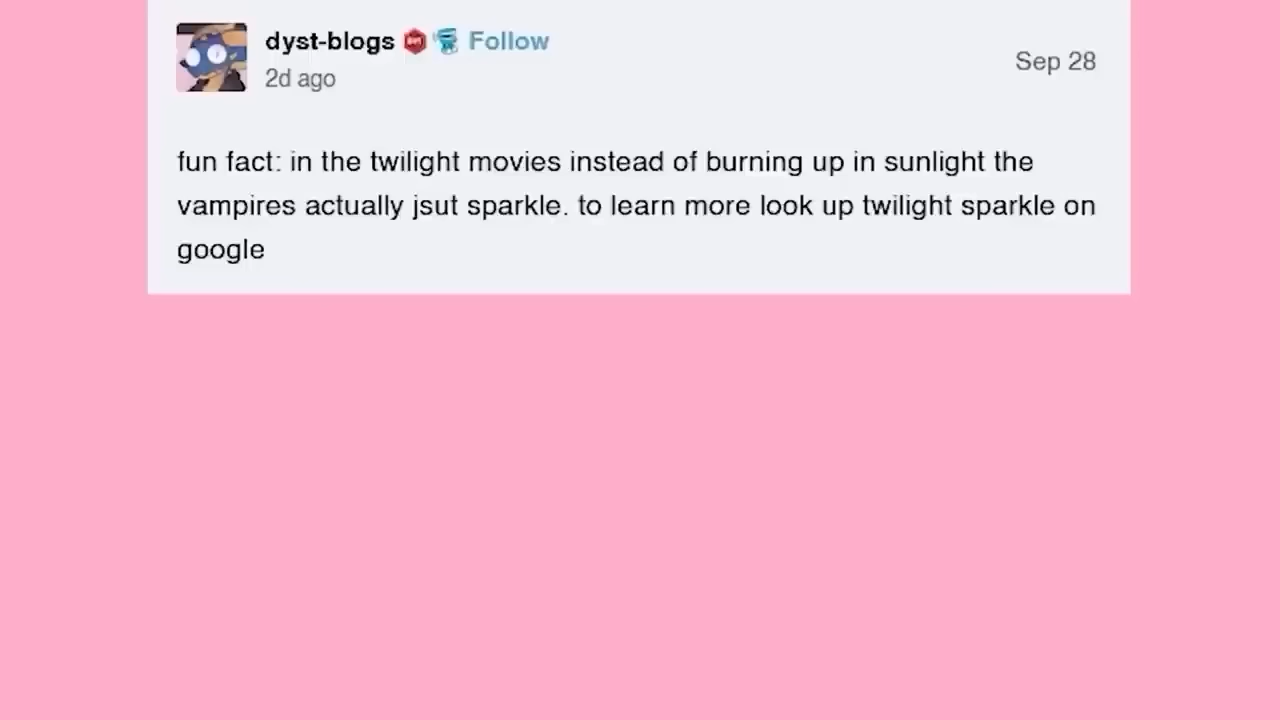 dyst-blogs Follow
2d ago
Sep 28
fun fact: in the twilight movies instead of burning up in sunlight the
vampires actually jsut sparkle. to learn more look up twilight sparkle on
google